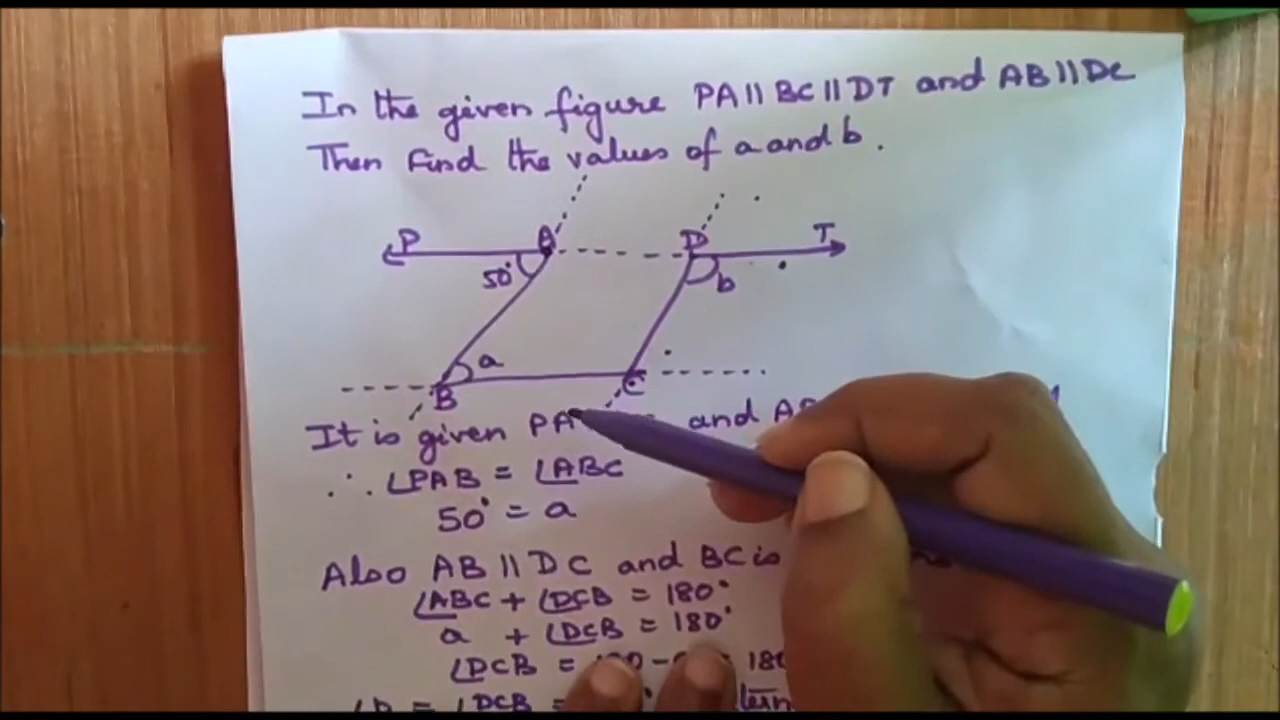 In the given figure PA || BC || DT and AB || DC
Then find the values of a and b.
P A D T
50° b
a
B C
It is given PA and AB
∴ ∠PAB = ∠ABC
50° = a
Also AB || DC and BC is
∠ABC + ∠DCB = 180°
a + ∠DCB = 180°
∠DCB = 180
= ∠DCB =